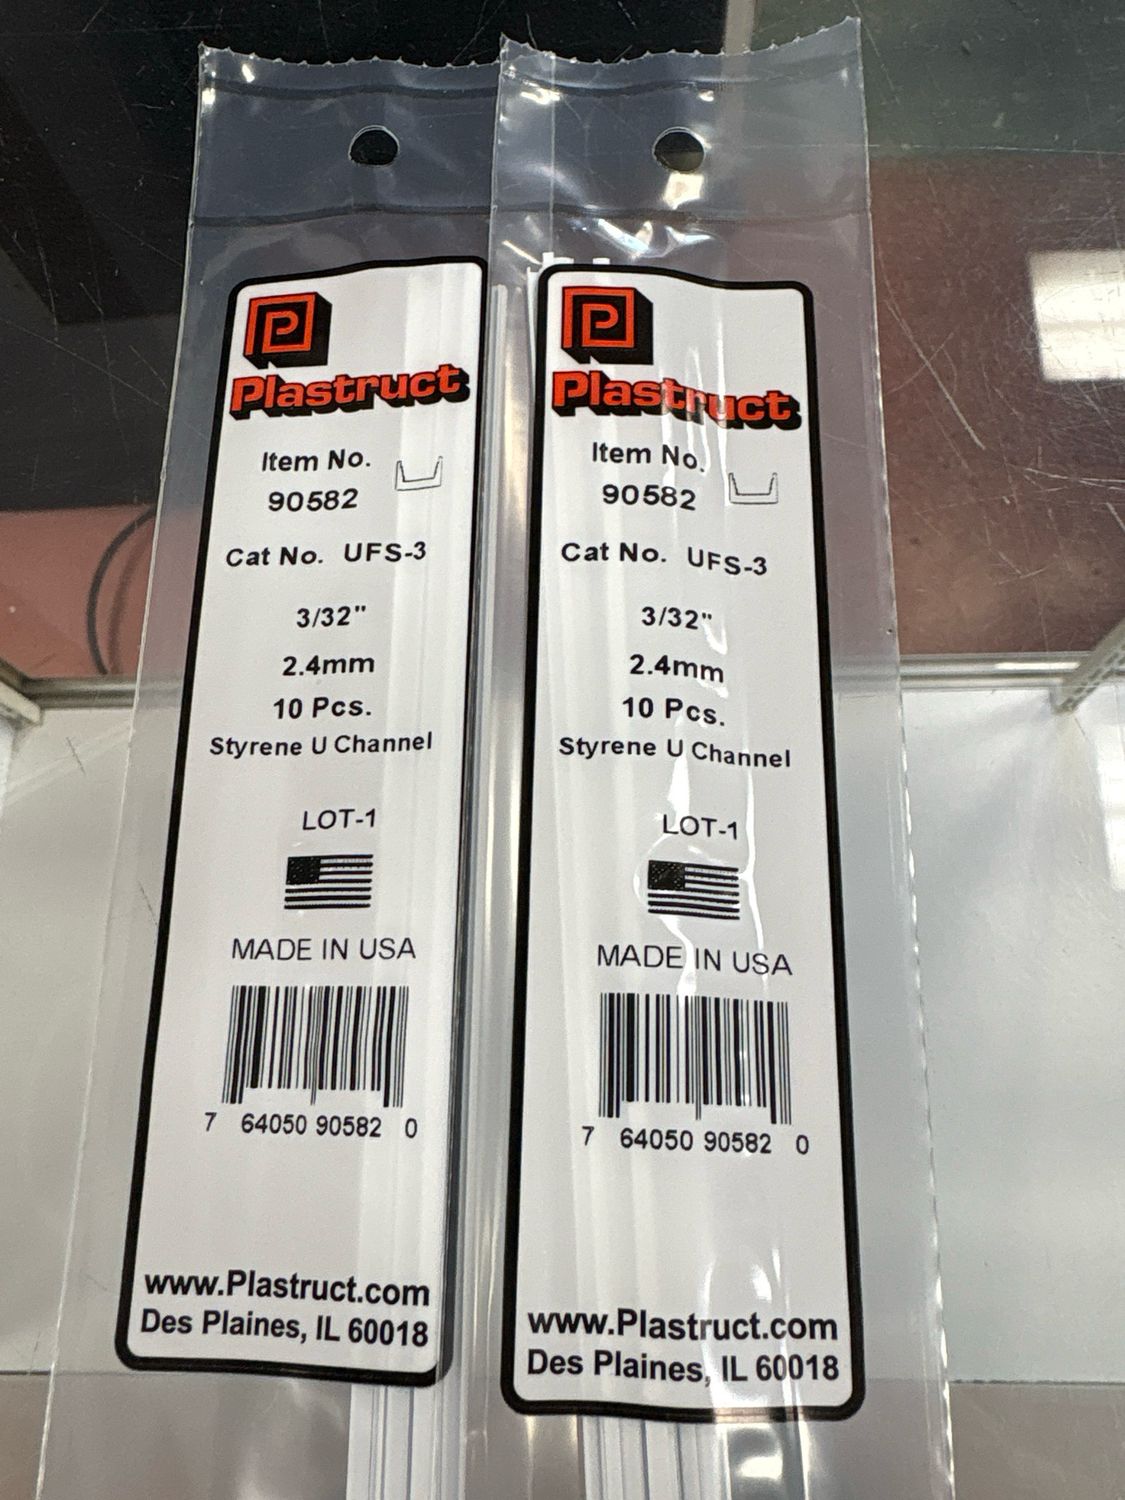 P
Plastruct
Item No.
90582
Cat No. UFS-3
3/32"
2.4mm
10 Pcs.
Styrene U Channel
LOT-1
MADE IN USA
7 64050 90582 0
www.Plastruct.com
Des Plaines, IL 60018
P
Plastruct
Item No.
90582
Cat No. UFS-3
3/32"
2.4mm
10 Pcs.
Styrene U Channel
LOT-1
MADE IN USA
7 64050 90582 0
www.Plastruct.com
Des Plaines, IL 60018